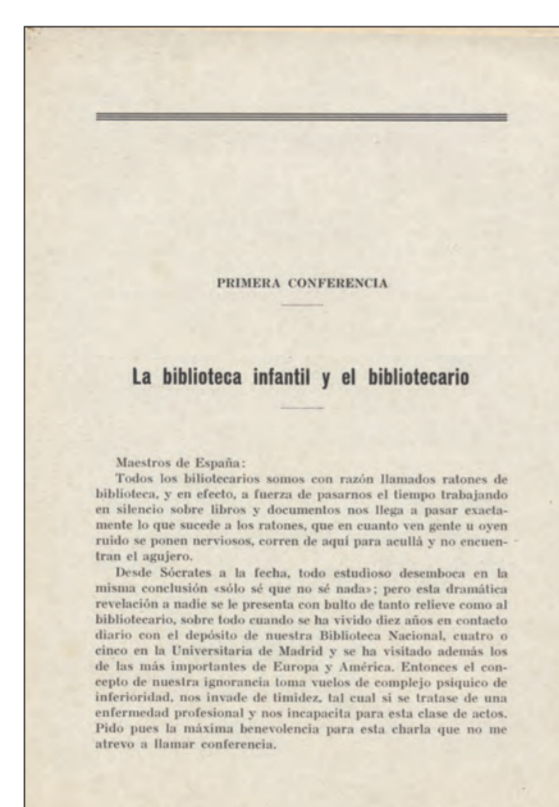 PRIMERA CONFERENCIA
La biblioteca infantil y el bibliotecario
Maestros de España:
Todos los biliotecarios somos con razón llamados ratones de
biblioteca, y en efecto, a fuerza de pasarnos el tiempo trabajando
en silencio sobre libros y documentos nos llega a pasar exacta-
mente lo que sucede a los ratones, que en cuanto ven gente u oyen
ruido se ponen nerviosos, corren de aquí para acullá y no encuen-
tran el agujero.
Desde Sócrates a la fecha, todo estudioso desemboca en la
misma conclusión «sólo sé que no sé nada»; pero esta dramática
revelación a nadie se le presenta con bulto de tanto relieve como al
bibliotecario, sobre todo cuando se ha vivido diez años en contacto
diario con el depósito de nuestra Biblioteca Nacional, cuatro o
cinco en la Universitaria de Madrid y se ha visitado además los
de las más importantes de Europa y América. Entonces el con-
cepto de nuestra ignorancia toma vuelos de complejo psíquico de
inferioridad, nos invade de timidez, tal cual si se tratase de una
enfermedad profesional y nos incapacita para esta clase de actos.
Pido pues la máxima benevolencia para esta charla que no me
atrevo a llamar conferencia.